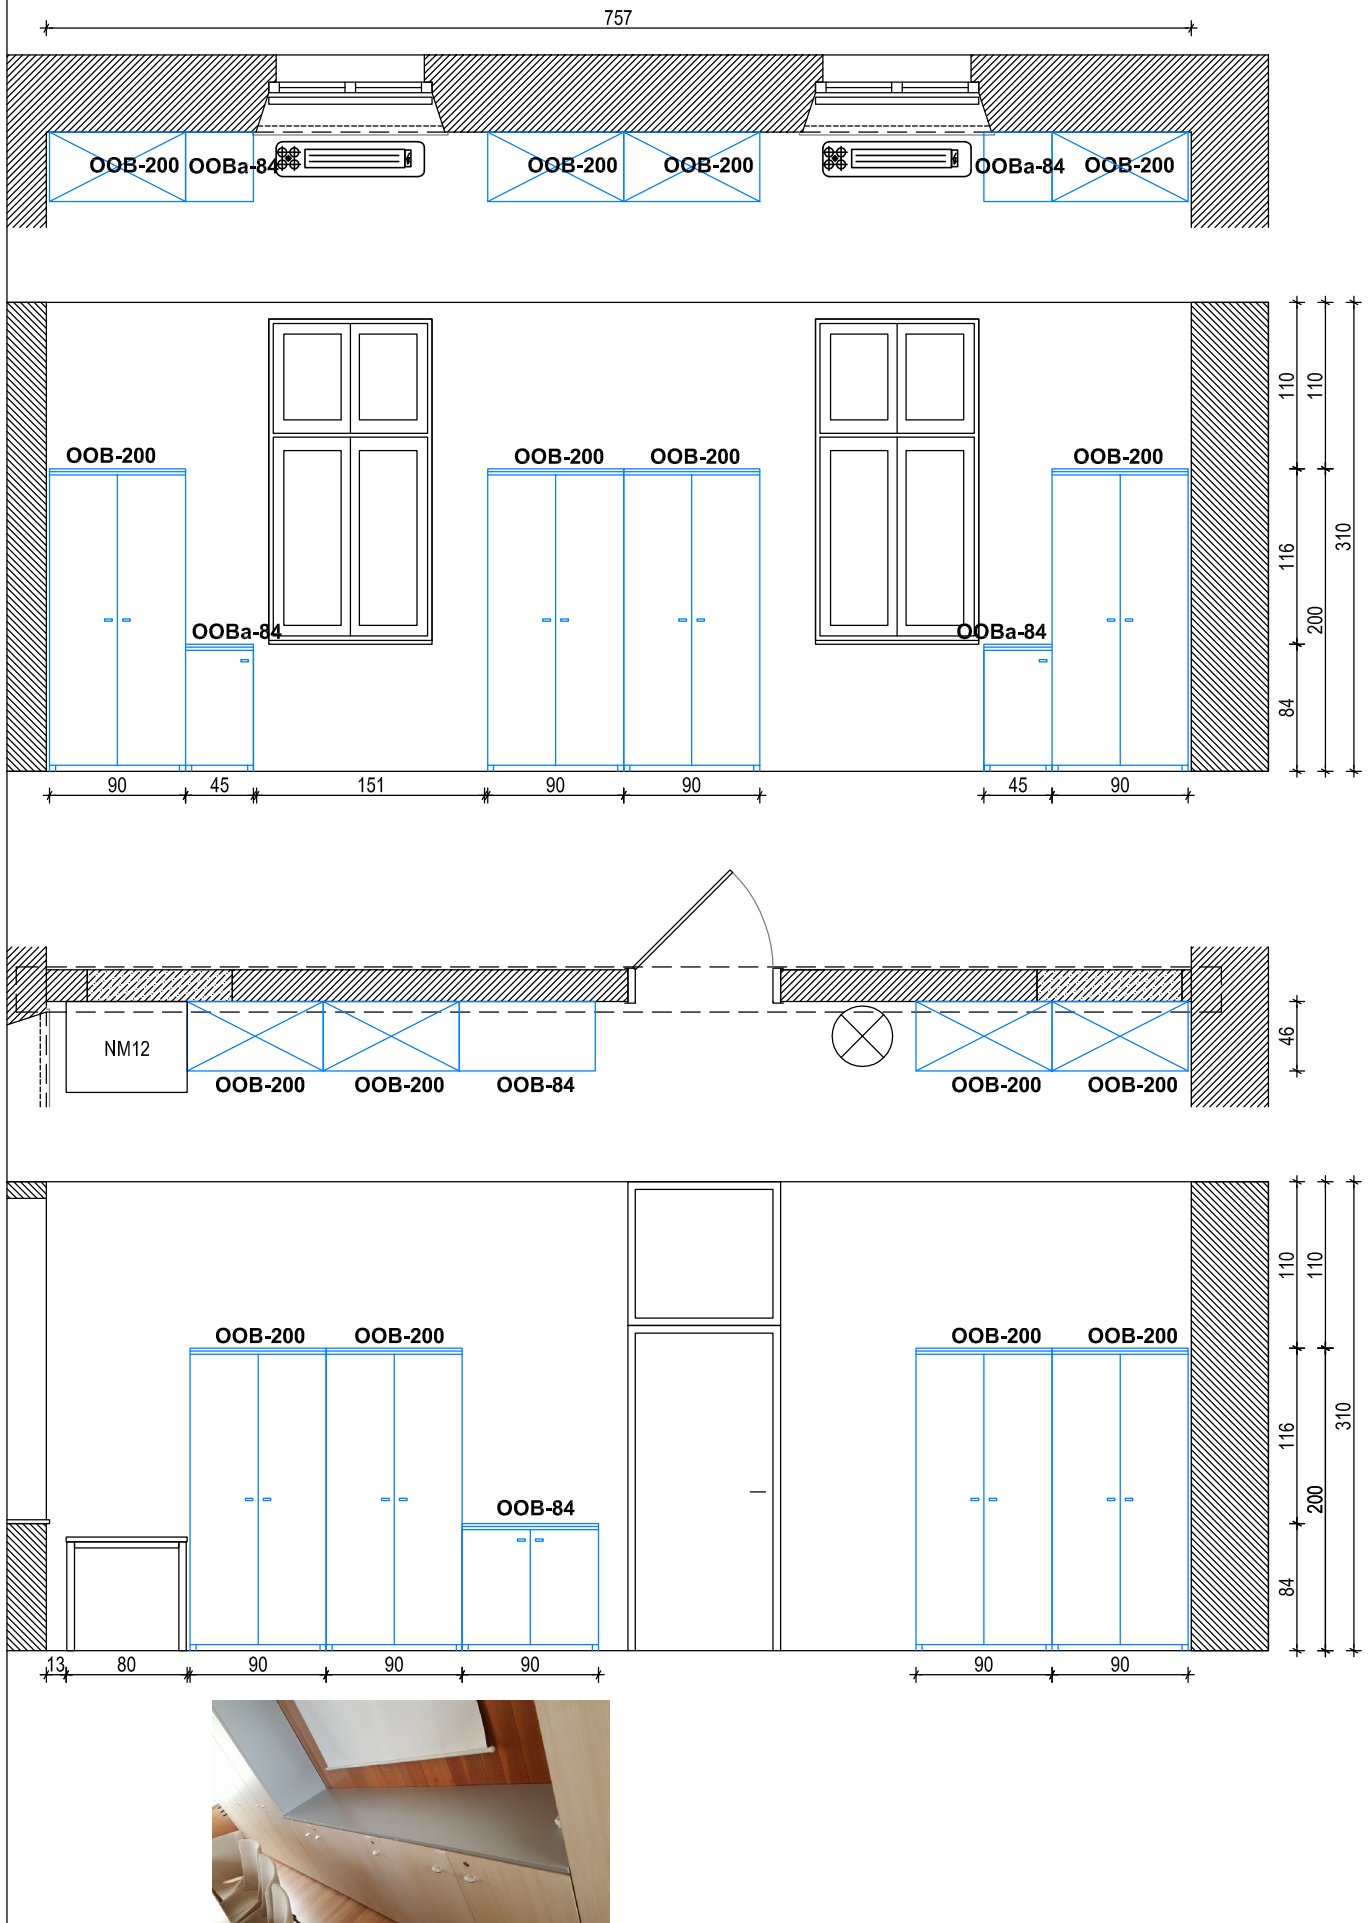 757
OOB-200 OOBa-84 OOB-200 OOB-200 OOBa-84 OOB-200
110 110
OOB-200 OOB-200 OOB-200 OOB-200
116 310
200
OOBa-84 OOBa-84
84
90 45 151 90 90 45 90
NM12 46
OOB-200 OOB-200 OOB-84 OOB-200 OOB-200
110 110
OOB-200 OOB-200 OOB-200 OOB-200
116 310
200
OOB-84
84
13 80 90 90 90 90 90